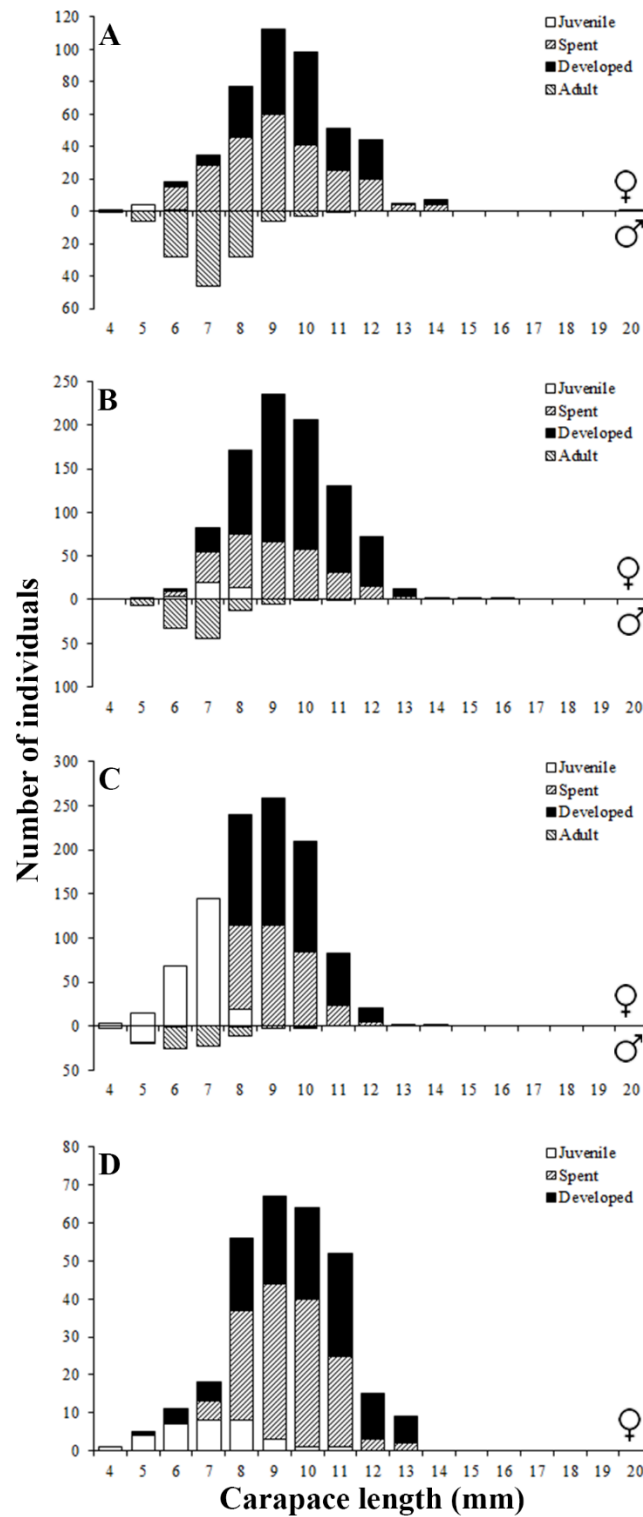 A
Juvenile
Spent
Developed
Adult
120
100
80
60
40
20
0
20
40
60
♀
♂
4 5 6 7 8 9 10 11 12 13 14 15 16 17 18 19 20
B
Juvenile
Spent
Developed
Adult
250
200
150
100
50
0
50
100
♀
♂
4 5 6 7 8 9 10 11 12 13 14 15 16 17 18 19 20
Number of individuals
C
Juvenile
Spent
Developed
Adult
300
250
200
150
100
50
0
50
♀
♂
4 5 6 7 8 9 10 11 12 13 14 15 16 17 18 19 20
D
Juvenile
Spent
Developed
80
70
60
50
40
30
20
10
0
♀
4 5 6 7 8 9 10 11 12 13 14 15 16 17 18 19 20
Carapace length (mm)